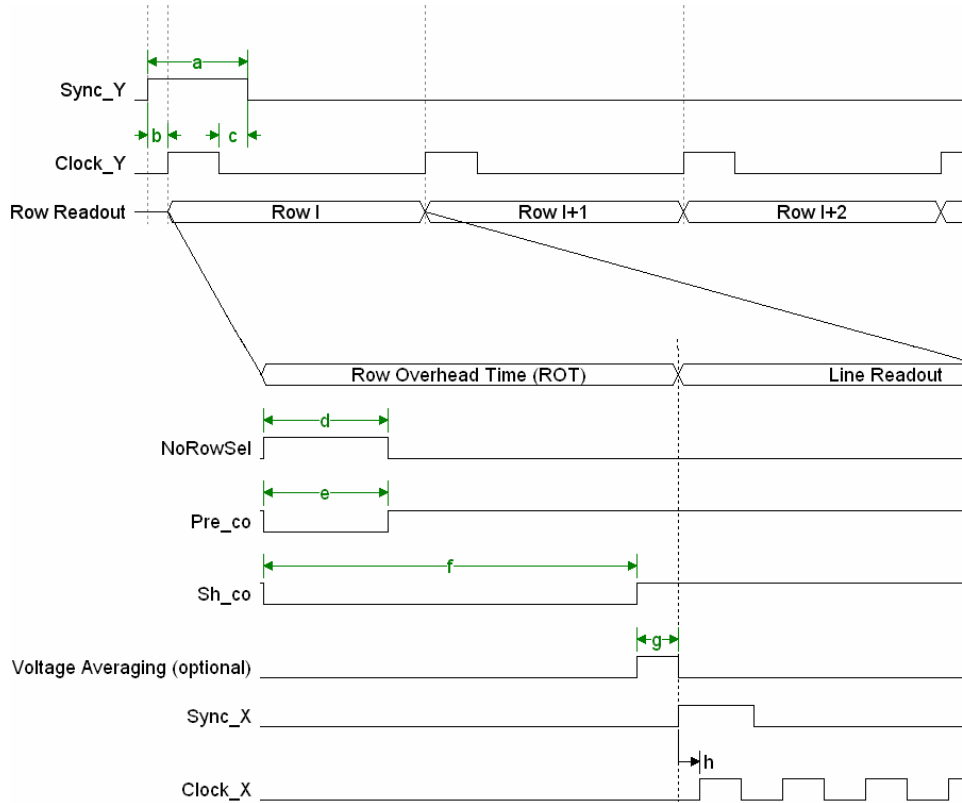 a
Sync_Y
b
c
Clock_Y
Row Readout
Row I
Row I+1
Row I+2
Row Overhead Time (ROT)
Line Readout
d
NoRowSel
e
Pre_co
f
Sh_co
g
Voltage Averaging (optional)
Sync_X
h
Clock_X